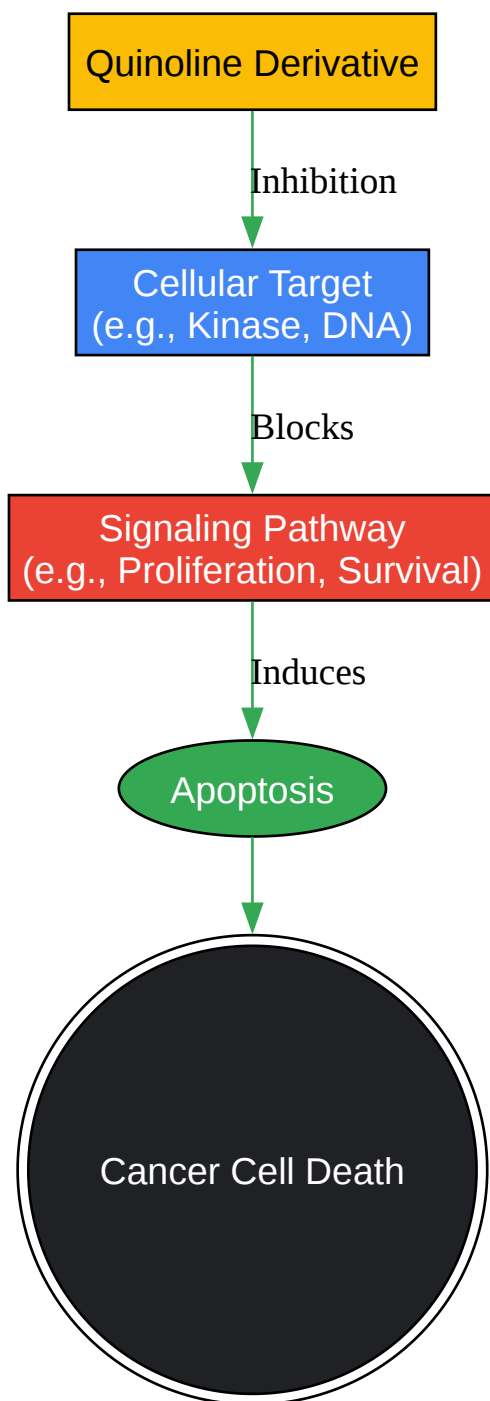 Quinoline Derivative
Inhibition
Cellular Target
(e.g., Kinase, DNA)
Blocks
Signaling Pathway
(e.g., Proliferation, Survival)
Induces
Apoptosis
Cancer Cell Death